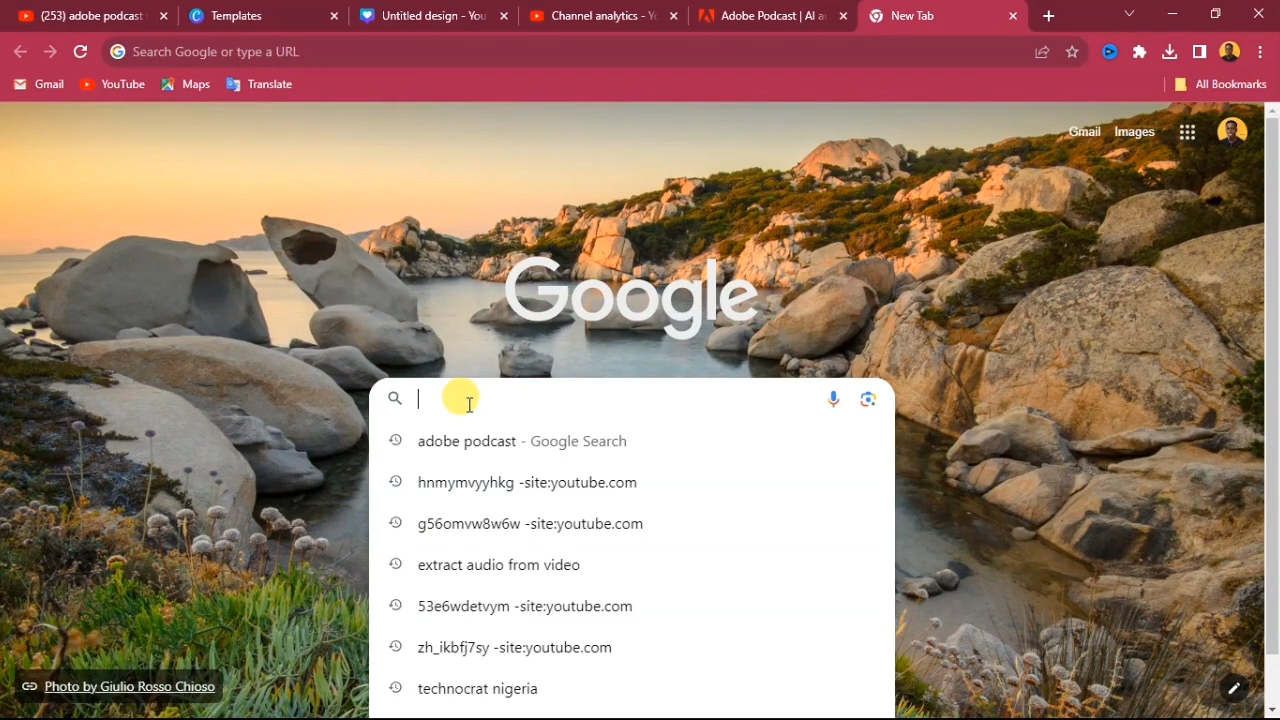 (253) adobe podcast
Templates
Untitled design - You
Channel analytics - Yo
Adobe Podcast | AI a
New Tab
Search Google or type a URL
Gmail
YouTube
Maps
Translate
All Bookmarks
Gmail
Images
Google
adobe podcast - Google Search
hnmymvyyhkg -site:youtube.com
g56omvw8w6w -site:youtube.com
extract audio from video
53e6wdetvym -site:youtube.com
zh_ikbfj7sy -site:youtube.com
technocrat nigeria
Photo by Giulio Rosso Chioso